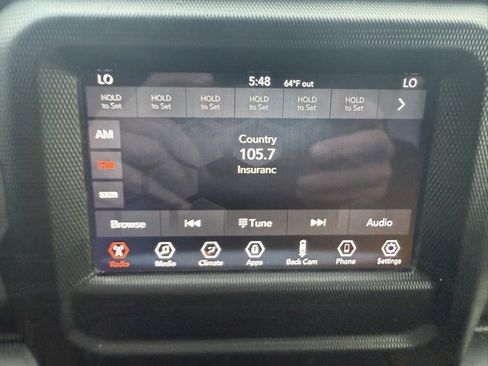 LO 5:48 64°F out LO
HOLD to Set HOLD to Set HOLD to Set HOLD to Set HOLD to Set HOLD to Set
AM
Country
105.7
FM
Insuranc
SXM
Browse Tune Audio
Radio Media Climate Apps Back Cam Phone Settings